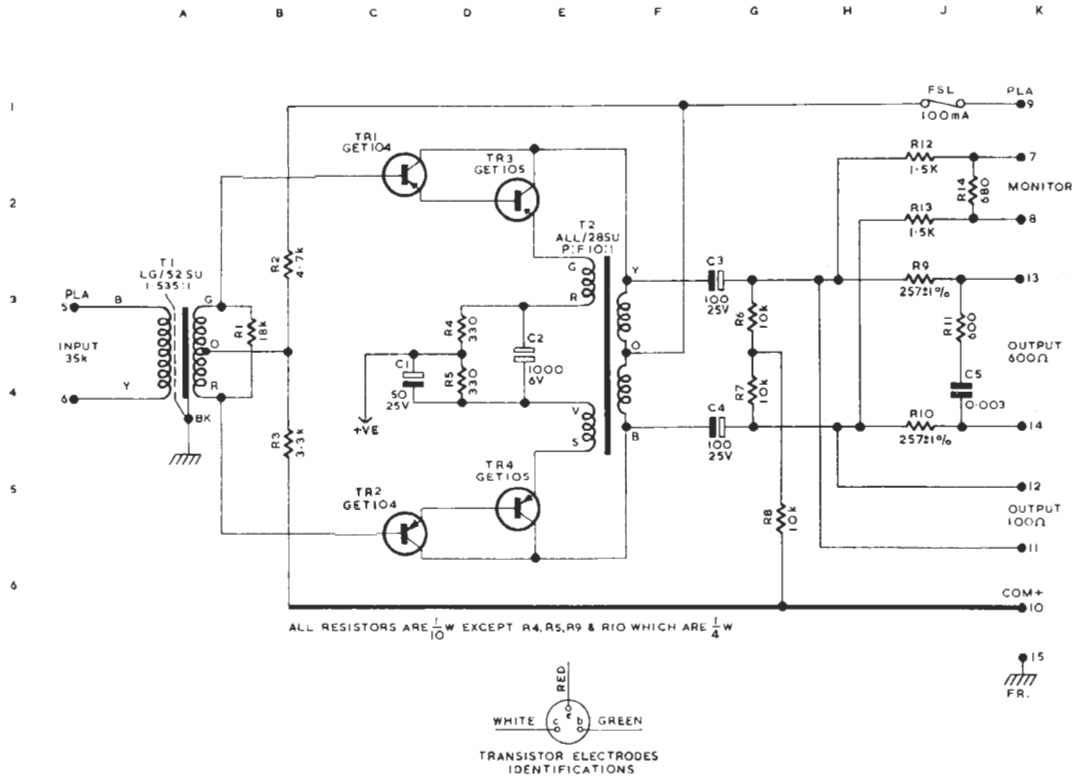 A B C D E F G H J K
1
FSL
PLA
9
100mA
TR1
GET104
TR3
GET105
R12
1·5K
7
R14
680
MONITOR
2
R13
1·5K
8
T2
ALL/28SU
P:F 10:1
T1
LG/52 SU
1·535:1
R2
4·7k
G
R
Y
C3
100
25V
R9
257±1%
13
3
PLA
5
B
G
R1
18k
R4
330
C2
1000
6V
R6
10k
R11
600
INPUT
35k
O
O
OUTPUT
600Ω
C1
50
25V
R5
330
R7
10k
C5
0·003
4
6
Y
R
BK
+VE
V
S
B
C4
100
25V
R10
257±1%
14
R3
3·3k
TR4
GET105
5
TR2
GET104
R8
10k
12
OUTPUT
100Ω
11
6
COM+
10
ALL RESISTORS ARE 1/10 W EXCEPT R4,R5,R9 & R10 WHICH ARE 1/4 W
15
FR.
RED
WHITE c e b GREEN
TRANSISTOR ELECTRODES
IDENTIFICATIONS